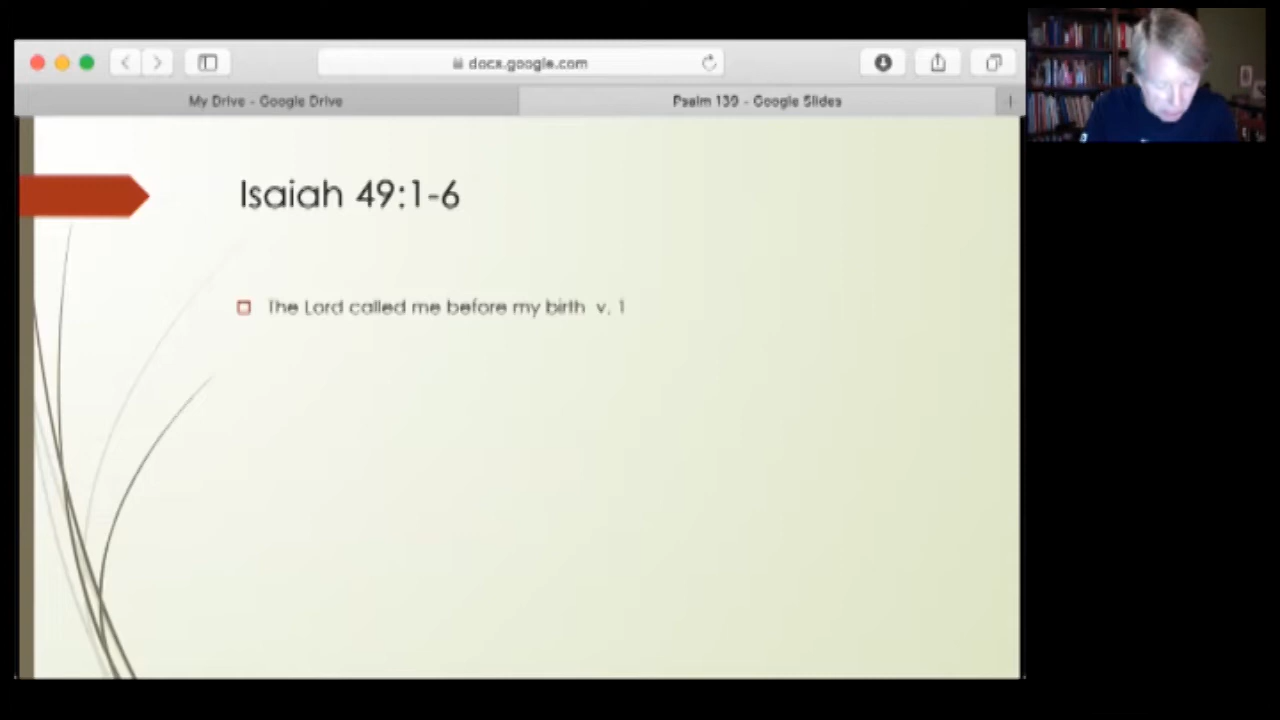 docs.google.com
My Drive - Google Drive
Psalm 139 - Google Slides
Isaiah 49:1-6
The Lord called me before my birth v. 1